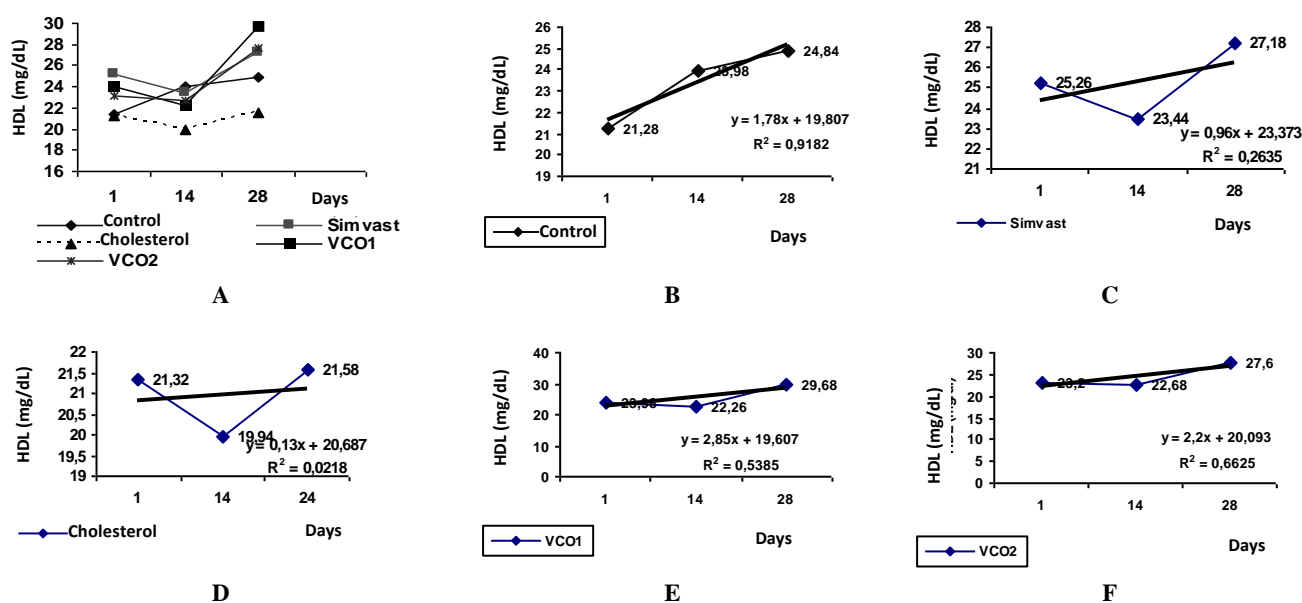 HDL (mg/dL)
30
28
26
24
22
20
18
16
1 14 28 Days
Control
Simvast
Cholesterol
VCO1
VCO2
A
HDL (mg/dL)
26
25
24
23
22
21
20
19
21,28
23,98
24,84
y = 1,78x + 19,807
R² = 0,9182
1 14 28
Control
Days
B
HDL (mg/dL)
28
27
26
25
24
23
22
21
25,26
23,44
27,18
y = 0,96x + 23,373
R² = 0,2635
1 14 28
Simvast
Days
C
HDL (mg/dL)
22
21,5
21
20,5
20
19,5
19
21,32
19,94
21,58
y = 0,13x + 20,687
R² = 0,0218
1 14 24
Cholesterol
Days
D
HDL (mg/dL)
40
30
20
10
0
23,98
22,26
29,68
y = 2,85x + 19,607
R² = 0,5385
1 14 28
VCO1
Days
E
HDL (mg/dL)
30
25
20
15
10
5
0
23,2
22,68
27,6
y = 2,2x + 20,093
R² = 0,6625
1 14 28
VCO2
Days
F